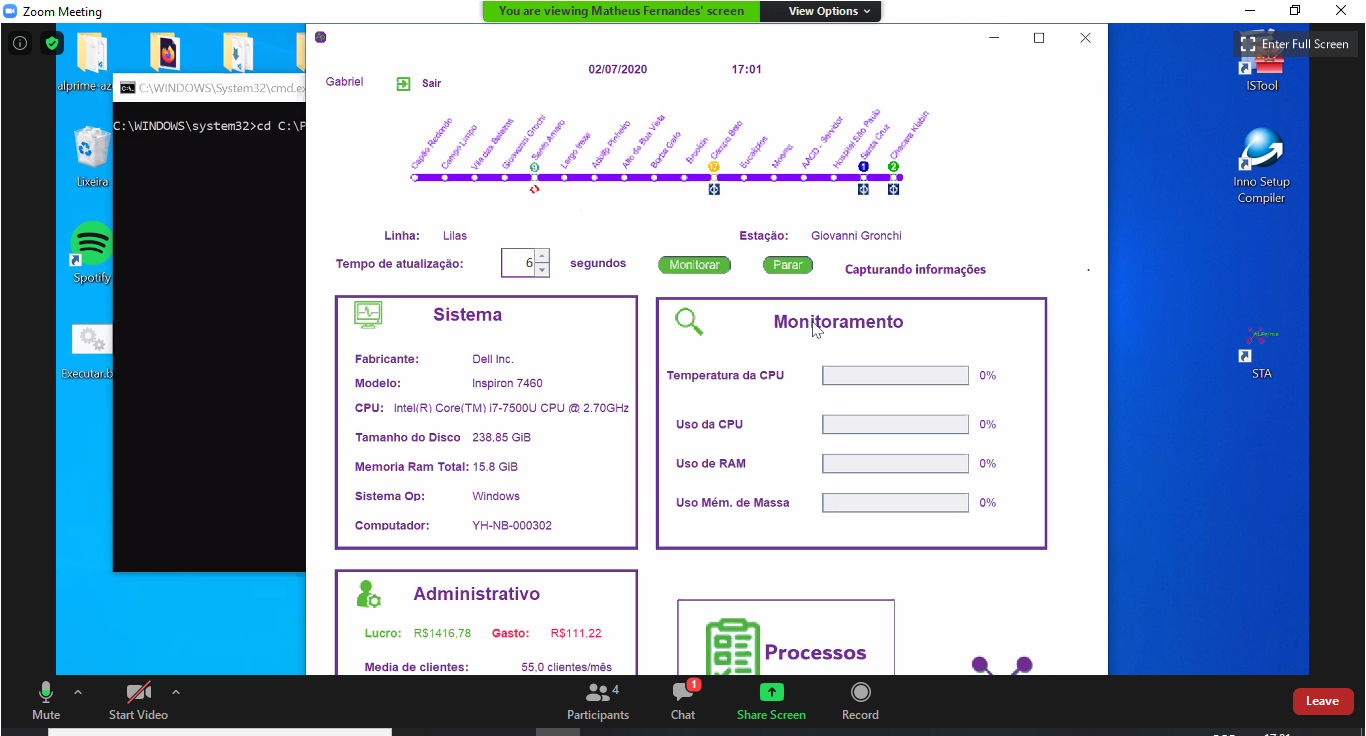 Zoom Meeting
You are viewing Matheus Fernandes' screen
View Options
Enter Full Screen
alprime-az
Lixeira
Spotify
Executar.b
C:\WINDOWS\System32\cmd.ex
C:\WINDOWS\system32>cd C:\P
ISTool
Inno Setup
Compiler
STA
Gabriel
Sair
02/07/2020
17:01
Capão Redondo
Campo Limpo
Vila das Belezas
Giovanni Gronchi
Santo Amaro
Largo treze
Adolfo Pinheiro
Alto da Boa Vista
Borba Gato
Brooklin
Campo Belo
Eucaliptos
Moema
AACD - Servidor
Hospital São Paulo
Santa Cruz
Chacara Klabin
9
17
1
2
Linha: Lilas
Estação: Giovanni Gronchi
Tempo de atualização: 6 segundos
Monitorar
Parar
Capturando informações
Sistema
Fabricante: Dell Inc.
Modelo: Inspiron 7460
CPU: Intel(R) Core(TM) i7-7500U CPU @ 2.70GHz
Tamanho do Disco 238,85 GiB
Memoria Ram Total: 15.8 GiB
Sistema Op: Windows
Computador: YH-NB-000302
Monitoramento
Temperatura da CPU 0%
Uso da CPU 0%
Uso de RAM 0%
Uso Mém. de Massa 0%
Administrativo
Lucro: R$1416,78 Gasto: R$111,22
Media de clientes: 55,0 clientes/mês
Processos
Mute
Start Video
Participants
4
Chat
1
Share Screen
Record
Leave